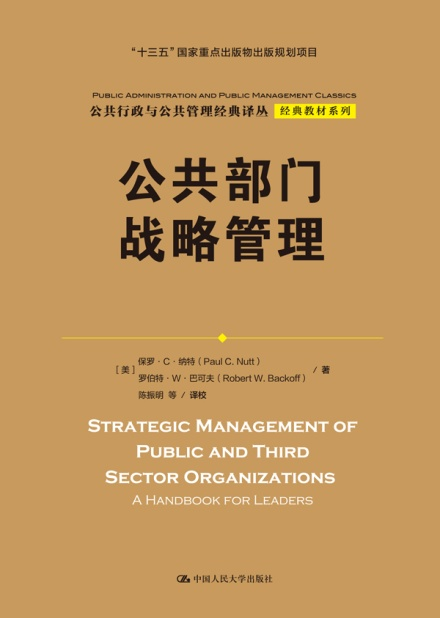 “十三五”国家重点出版物出版规划项目
PUBLIC ADMINISTRATION AND PUBLIC MANAGEMENT CLASSICS
公共行政与公共管理经典译丛 经典教材系列
公共部门
战略管理
[美] 保罗·C·纳特（Paul C. Nutt）
罗伯特·W·巴可夫（Robert W. Backoff） / 著
陈振明 等 / 译校
STRATEGIC MANAGEMENT OF
PUBLIC AND THIRD
SECTOR ORGANIZATIONS
A HANDBOOK FOR LEADERS
中国人民大学出版社